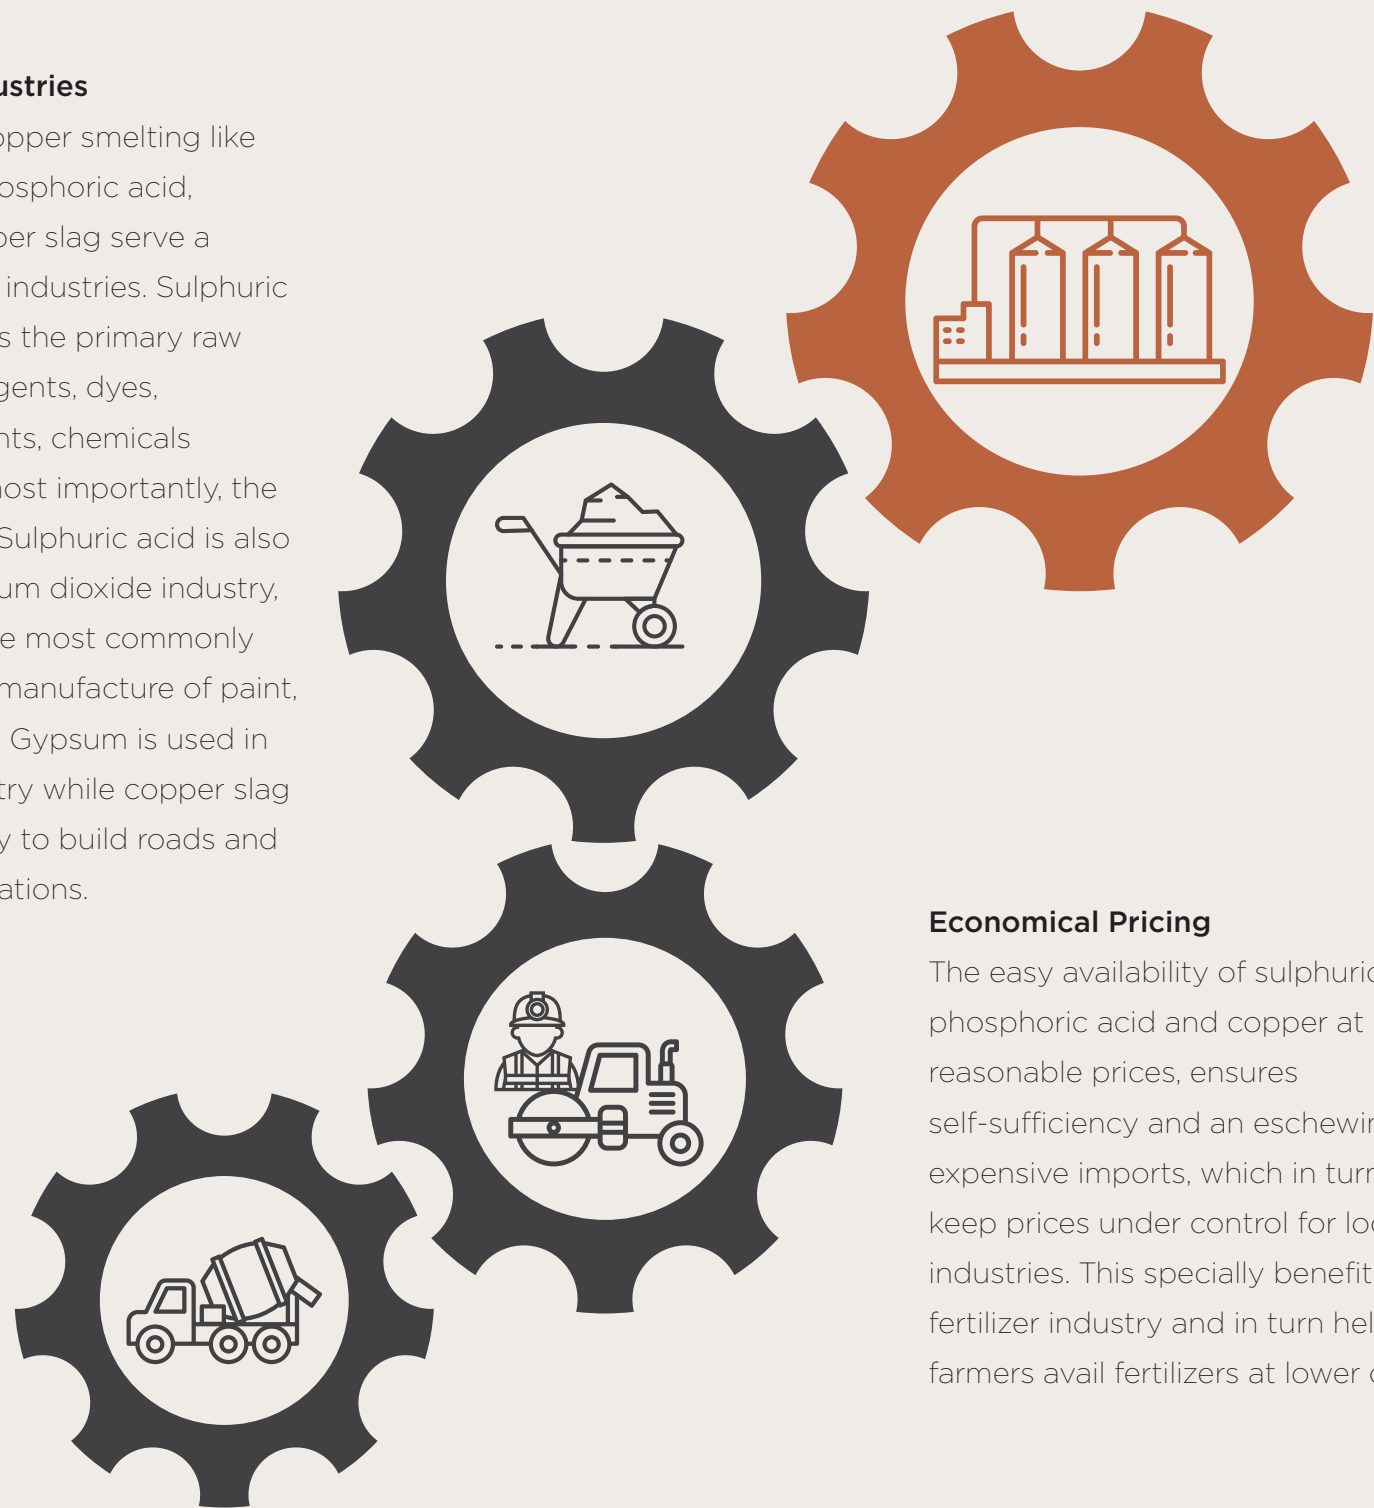 ustries
opper smelting like
osphoric acid,
per slag serve a
industries. Sulphuric
s the primary raw
gents, dyes,
nts, chemicals
nost importantly, the
Sulphuric acid is also
um dioxide industry,
e most commonly
manufacture of paint,
Gypsum is used in
try while copper slag
y to build roads and
ations.
Economical Pricing
The easy availability of sulphuric
phosphoric acid and copper at
reasonable prices, ensures
self-sufficiency and an eschewin
expensive imports, which in turn
keep prices under control for loc
industries. This specially benefit
fertilizer industry and in turn hel
farmers avail fertilizers at lower c